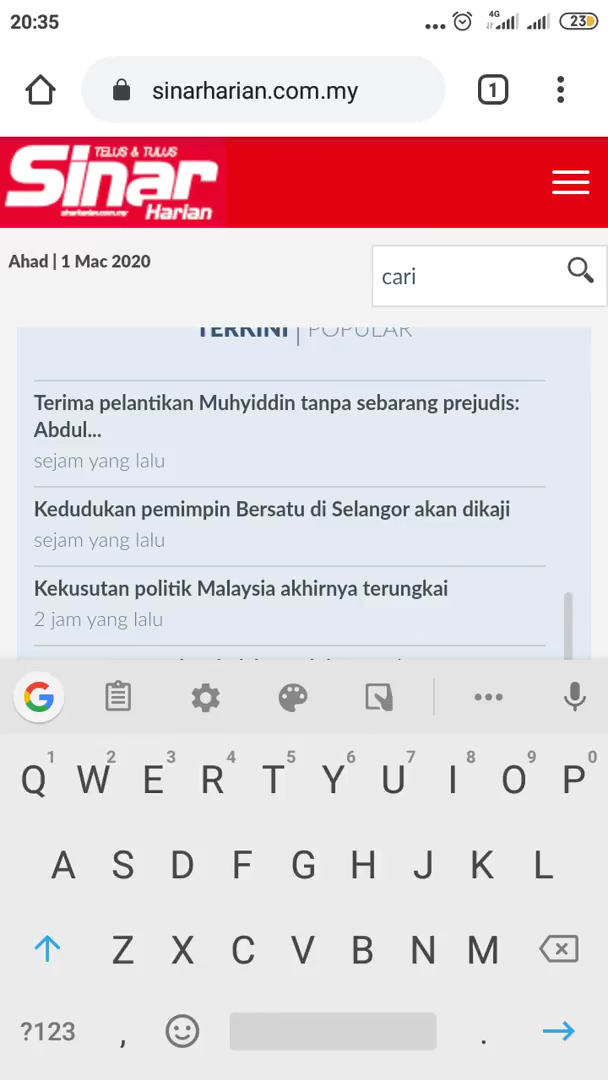 20:35
4G
23
sinarharian.com.my
1
TELUS & TULUS
Sinar
sinarharian.com.my
Harian
Ahad | 1 Mac 2020
cari
TERKINI | POPULAR
Terima pelantikan Muhyiddin tanpa sebarang prejudis:
Abdul...
sejam yang lalu
Kedudukan pemimpin Bersatu di Selangor akan dikaji
sejam yang lalu
Kekusutan politik Malaysia akhirnya terungkai
2 jam yang lalu
1 2 3 4 5 6 7 8 9 0
Q W E R T Y U I O P
A S D F G H J K L
Z X C V B N M
?123 , .